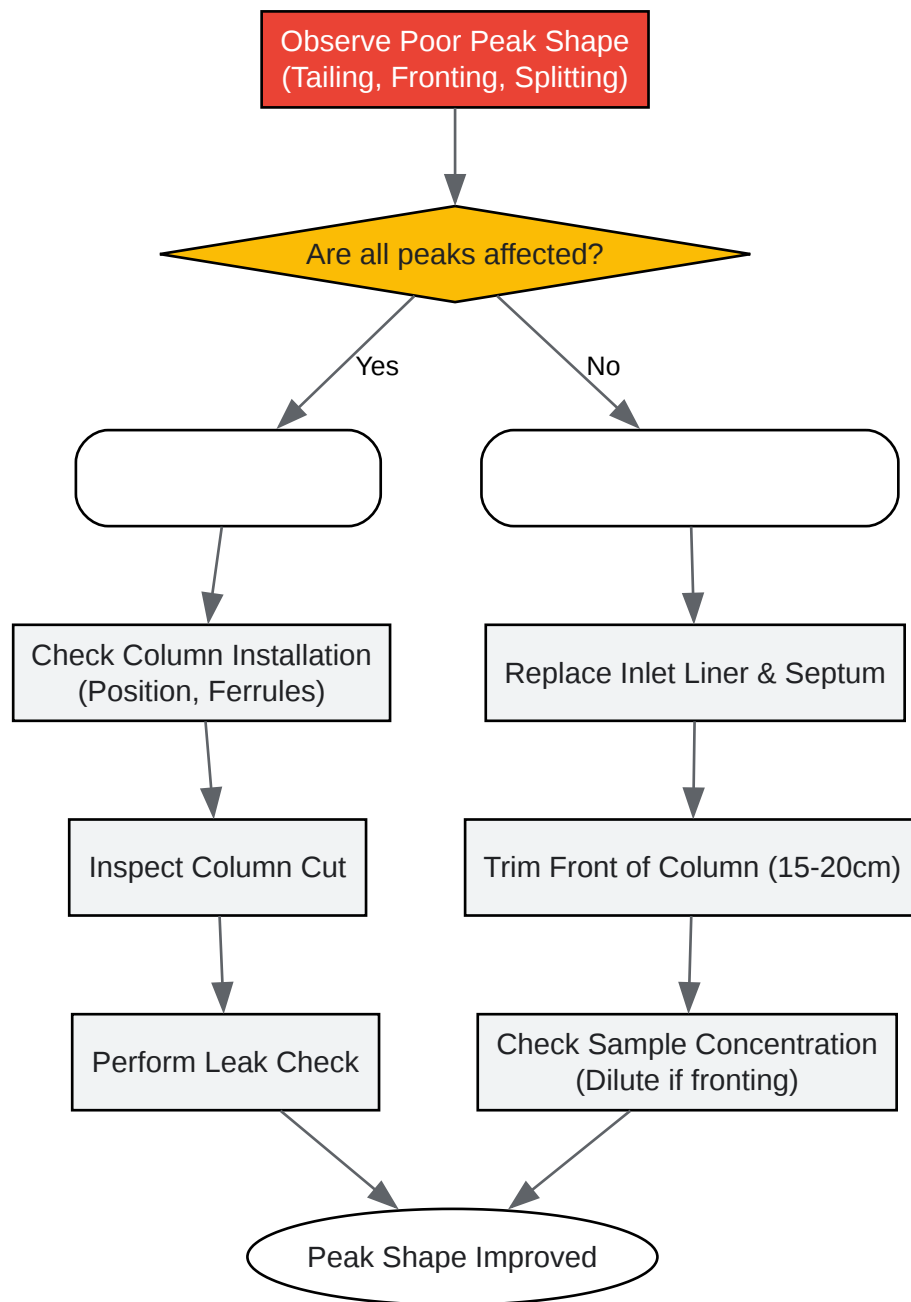 Observe Poor Peak Shape
(Tailing, Fronting, Splitting)
Are all peaks affected?
Yes
No
Check Column Installation
(Position, Ferrules)
Replace Inlet Liner & Septum
Inspect Column Cut
Trim Front of Column (15-20cm)
Perform Leak Check
Check Sample Concentration
(Dilute if fronting)
Peak Shape Improved